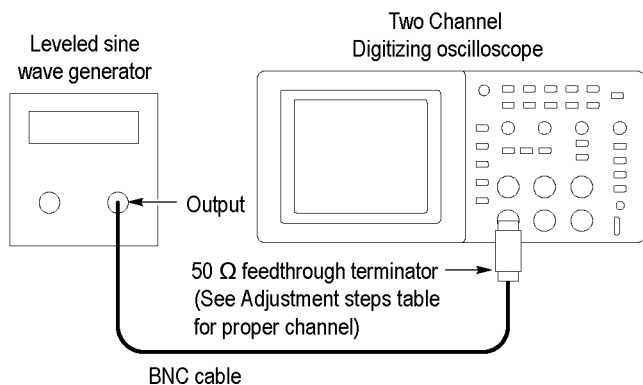 Two Channel
Digitizing oscilloscope
Leveled sine
wave generator
Output
50 Ω feedthrough terminator
(See Adjustment steps table
for proper channel)
BNC cable